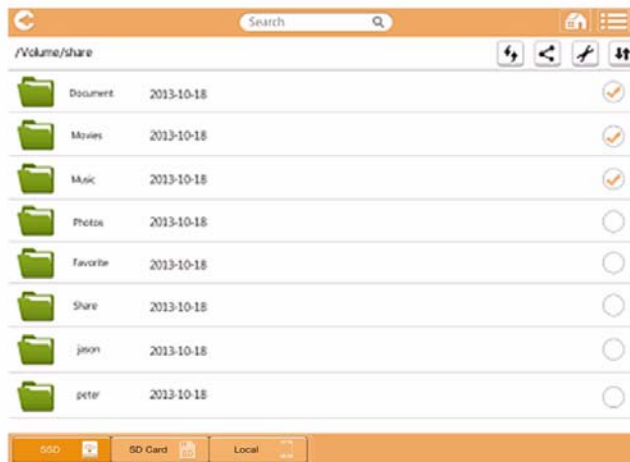 Search
/Volume/share
Document 2013-10-18
Movies 2013-10-18
Music 2013-10-18
Photos 2013-10-18
Favorite 2013-10-18
Share 2013-10-18
jason 2013-10-18
peter 2013-10-18
SSD SD Card SD Local